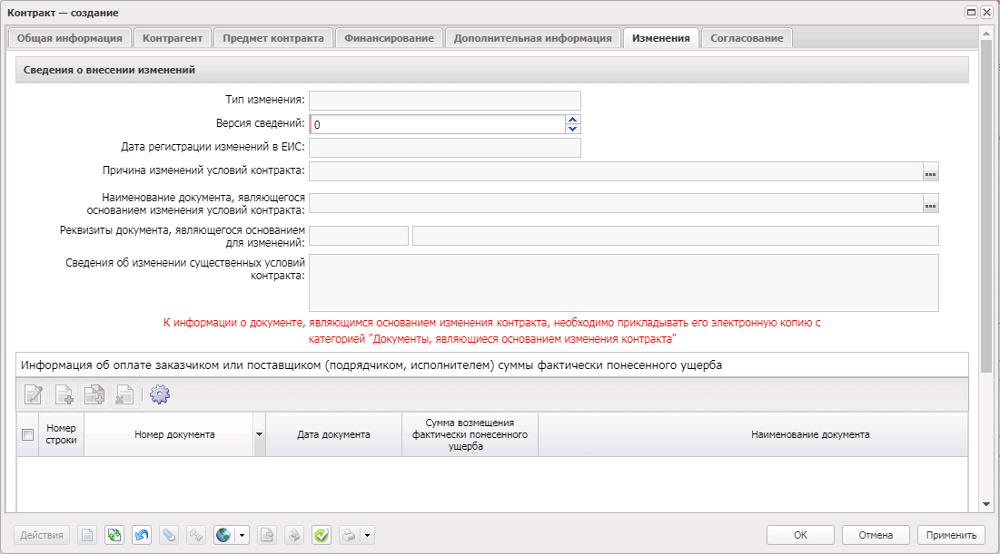 Контракт — создание
Общая информация Контрагент Предмет контракта Финансирование Дополнительная информация Изменения Согласование
Сведения о внесении изменений
Тип изменения:
Версия сведений: 0
Дата регистрации изменений в ЕИС:
Причина изменений условий контракта:
Наименование документа, являющегося
основанием изменения условий контракта:
Реквизиты документа, являющегося основанием
для изменений:
Сведения об изменении существенных условий
контракта:
К информации о документе, являющимся основанием изменения контракта, необходимо прикладывать его электронную копию с
категорией "Документы, являющиеся основанием изменения контракта"
Информация об оплате заказчиком или поставщиком (подрядчиком, исполнителем) суммы фактически понесенного ущерба
Номер
строки
Номер документа
Дата документа
Сумма возмещения
фактически понесенного
ущерба
Наименование документа
Действия ОК Отмена Применить